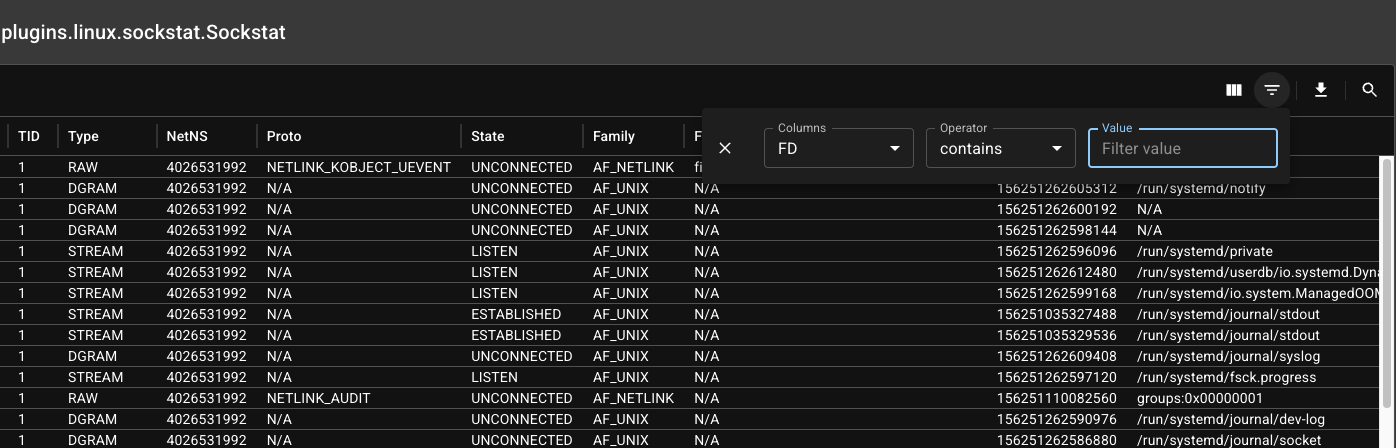 plugins.linux.sockstat.Sockstat
TID Type NetNS Proto State Family F
Columns Operator Value
FD contains Filter value
1 RAW 4026531992 NETLINK_KOBJECT_UEVENT UNCONNECTED AF_NETLINK fi
1 DGRAM 4026531992 N/A UNCONNECTED AF_UNIX N/A 156251262605312 /run/systemd/notify
1 DGRAM 4026531992 N/A UNCONNECTED AF_UNIX N/A 156251262600192 N/A
1 DGRAM 4026531992 N/A UNCONNECTED AF_UNIX N/A 156251262598144 N/A
1 STREAM 4026531992 N/A LISTEN AF_UNIX N/A 156251262596096 /run/systemd/private
1 STREAM 4026531992 N/A LISTEN AF_UNIX N/A 156251262612480 /run/systemd/userdb/io.systemd.Dyna
1 STREAM 4026531992 N/A LISTEN AF_UNIX N/A 156251262599168 /run/systemd/io.system.ManagedOOM
1 STREAM 4026531992 N/A ESTABLISHED AF_UNIX N/A 156251035327488 /run/systemd/journal/stdout
1 STREAM 4026531992 N/A ESTABLISHED AF_UNIX N/A 156251035329536 /run/systemd/journal/stdout
1 DGRAM 4026531992 N/A UNCONNECTED AF_UNIX N/A 156251262609408 /run/systemd/journal/syslog
1 STREAM 4026531992 N/A LISTEN AF_UNIX N/A 156251262597120 /run/systemd/fsck.progress
1 RAW 4026531992 NETLINK_AUDIT UNCONNECTED AF_NETLINK N/A 156251110082560 groups:0x00000001
1 DGRAM 4026531992 N/A UNCONNECTED AF_UNIX N/A 156251262590976 /run/systemd/journal/dev-log
1 DGRAM 4026531992 N/A UNCONNECTED AF_UNIX N/A 156251262586880 /run/systemd/journal/socket